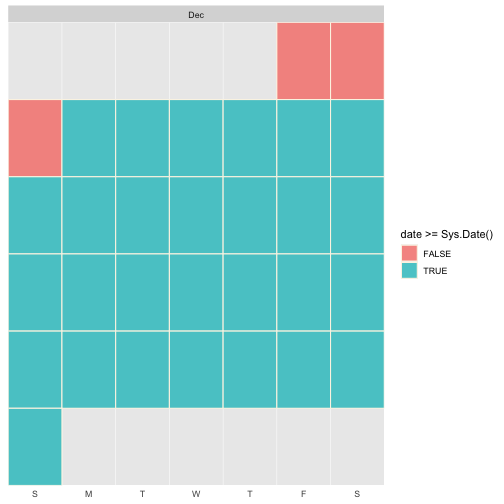 Dec
date >= Sys.Date()
FALSE
TRUE
S M T W T F S